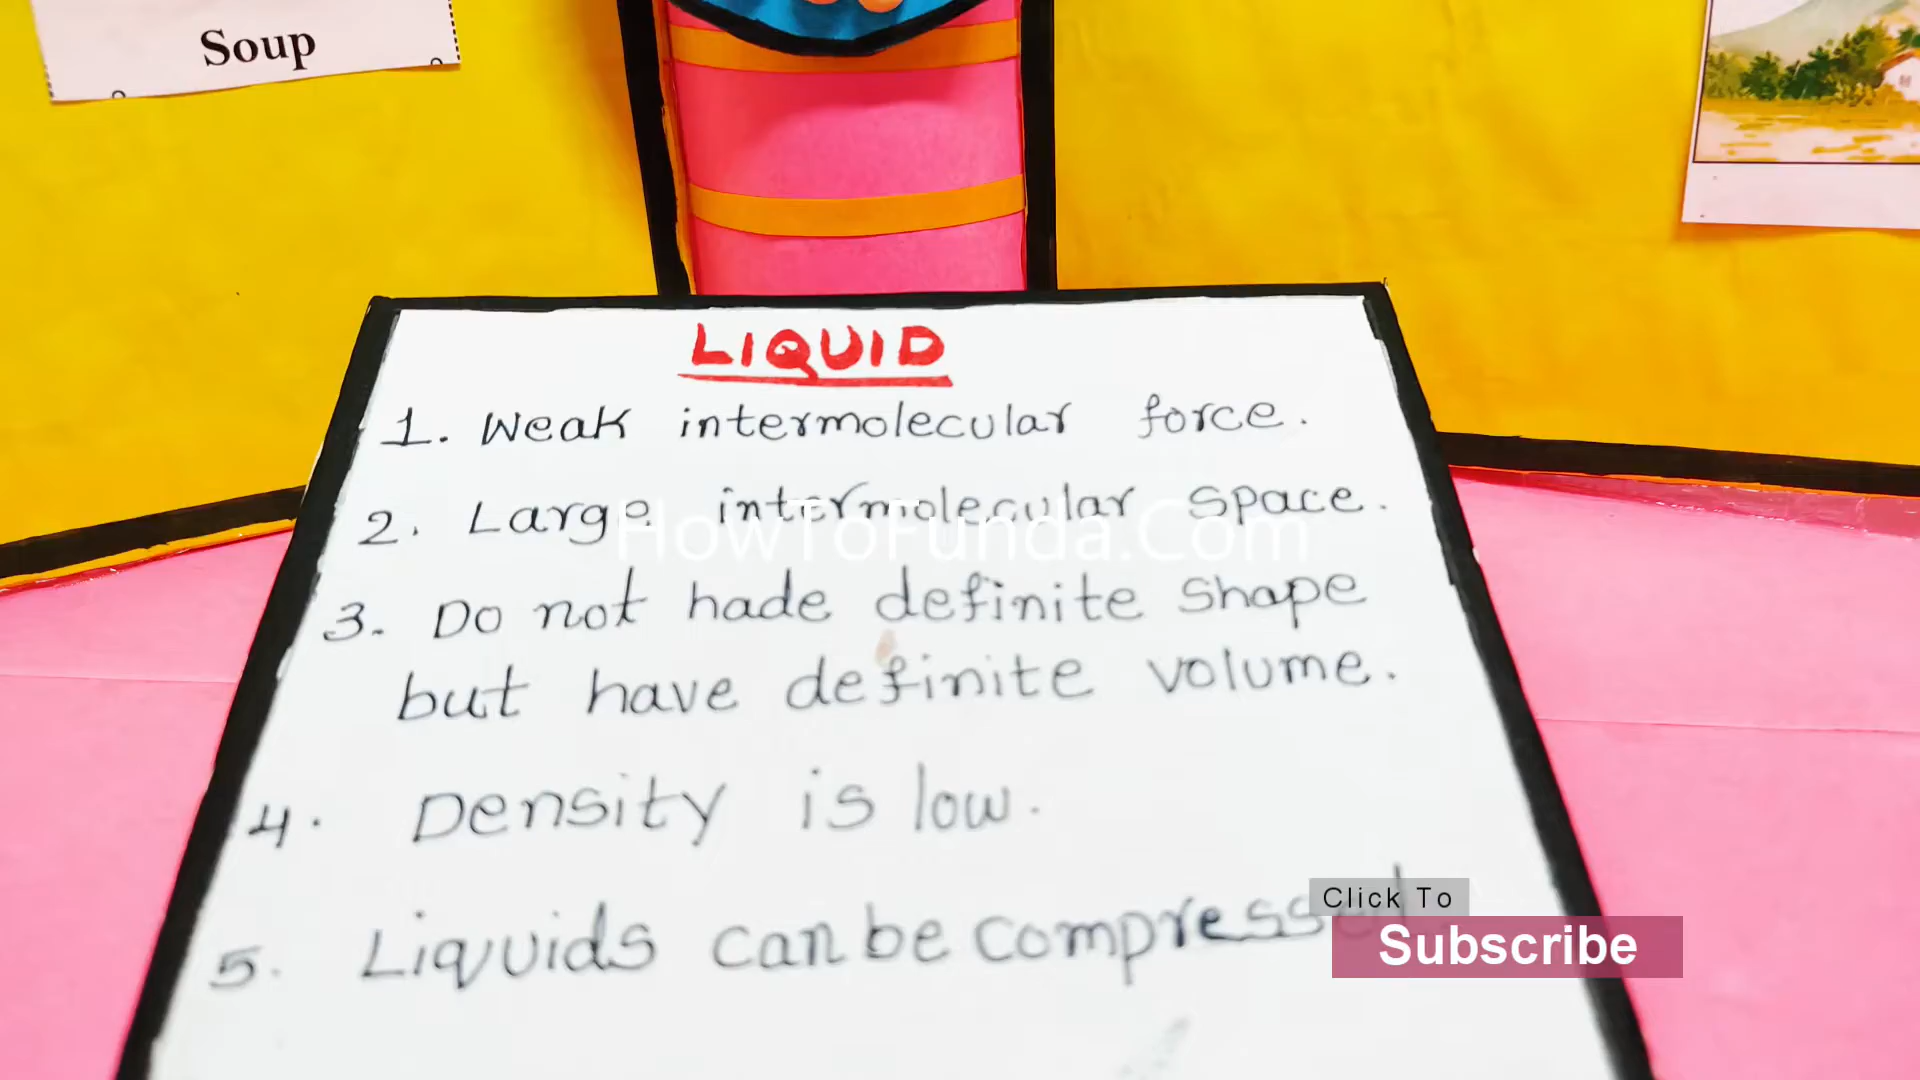 Soup
LIQUID
1. Weak intermolecular force.
2. Large intermolecular space.
HowToFunda.Com
3. Do not hade definite shape
but have definite volume.
4. Density is low.
5. Liquids can be compressed.
Click To
Subscribe